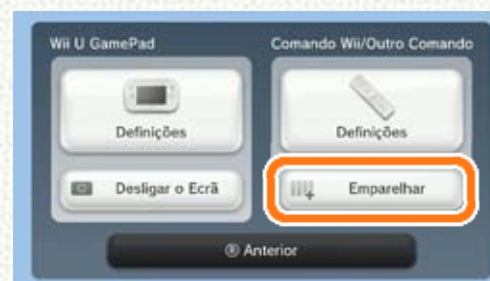 Wii U GamePad
Comando Wii/Outro Comando
Definições
Definições
Desligar o Ecrã
Emparelhar
Ⓑ Anterior